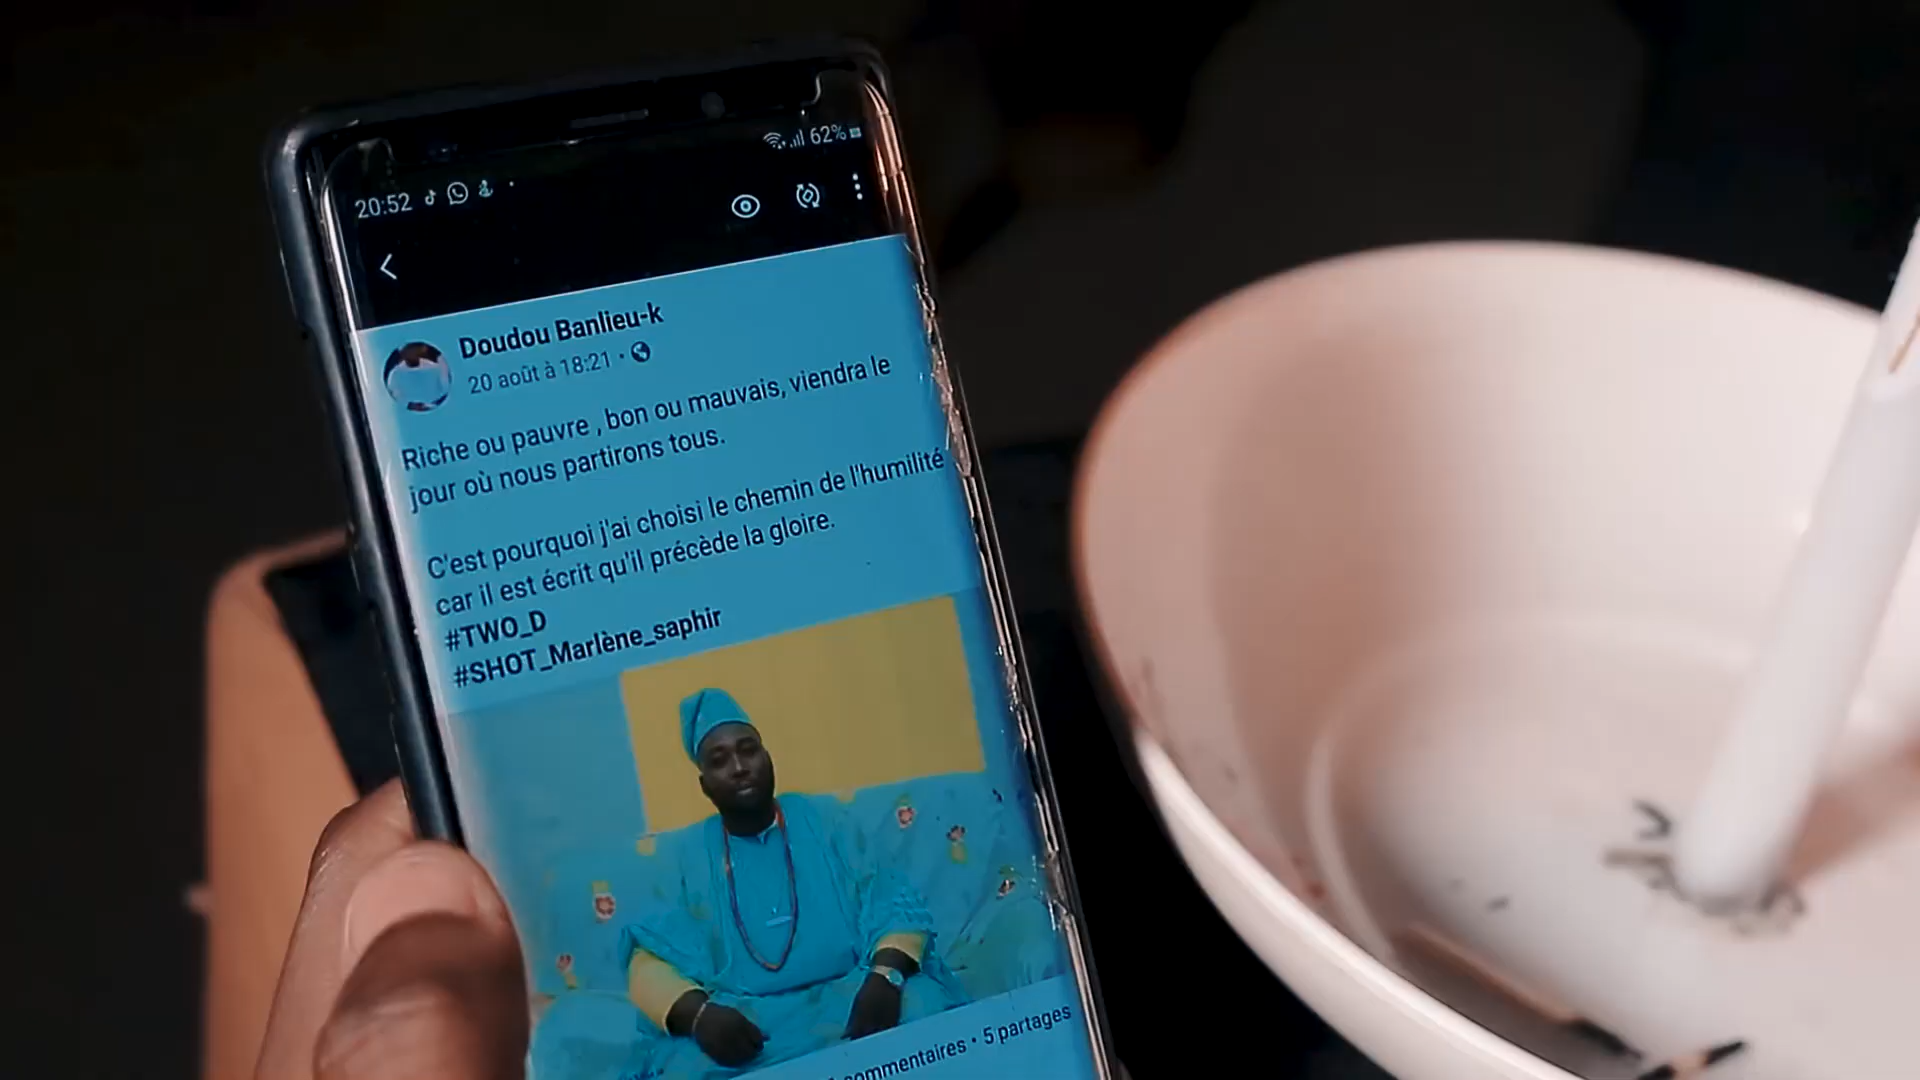 62%
20:52
Doudou Banlieu-k
20 août à 18:21 ·
Riche ou pauvre , bon ou mauvais, viendra le
jour où nous partirons tous.
C'est pourquoi j'ai choisi le chemin de l'humilité
car il est écrit qu'il précède la gloire.
#TWO_D
#SHOT_Marlène_saphir
commentaires · 5 partages